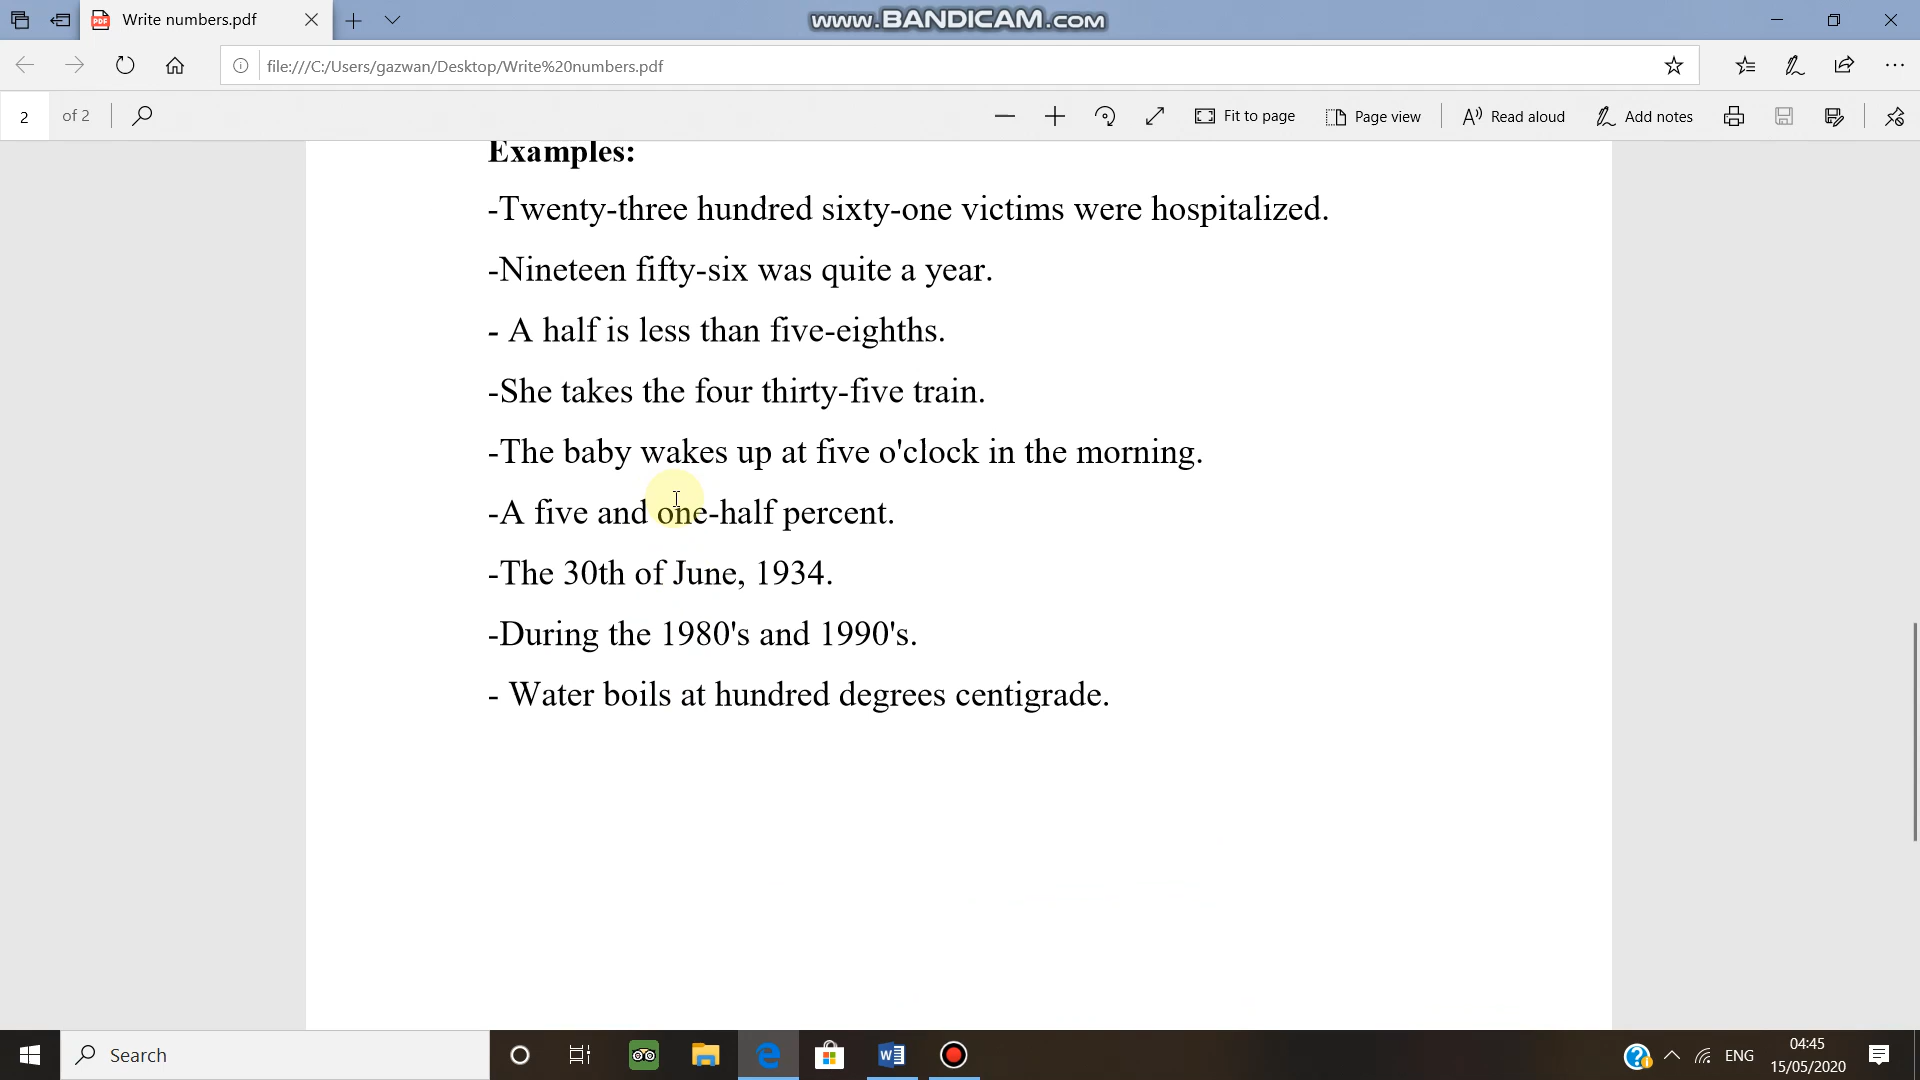 Write numbers.pdf
www.BANDICAM.com
file:///C:/Users/gazwan/Desktop/Write%20numbers.pdf
2 of 2
Fit to page
Page view
Read aloud
Add notes
Examples:
-Twenty-three hundred sixty-one victims were hospitalized.
-Nineteen fifty-six was quite a year.
- A half is less than five-eighths.
-She takes the four thirty-five train.
-The baby wakes up at five o'clock in the morning.
-A five and one-half percent.
-The 30th of June, 1934.
-During the 1980's and 1990's.
- Water boils at hundred degrees centigrade.
Search
ENG
04:45
15/05/2020